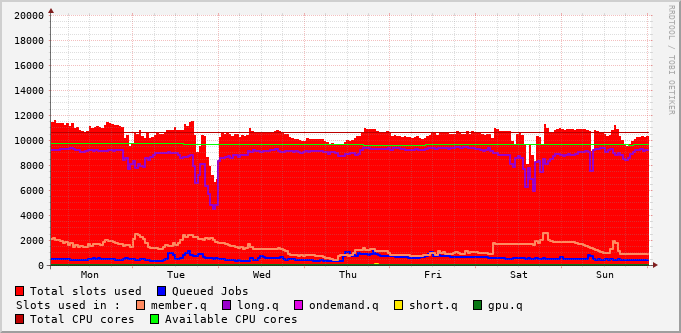 RRDTOOL / TOBI OETIKER
20000
18000
16000
14000
12000
10000
8000
6000
4000
2000
0
Mon Tue Wed Thu Fri Sat Sun
Total slots used Queued Jobs
Slots used in : member.q long.q ondemand.q short.q gpu.q
Total CPU cores Available CPU cores